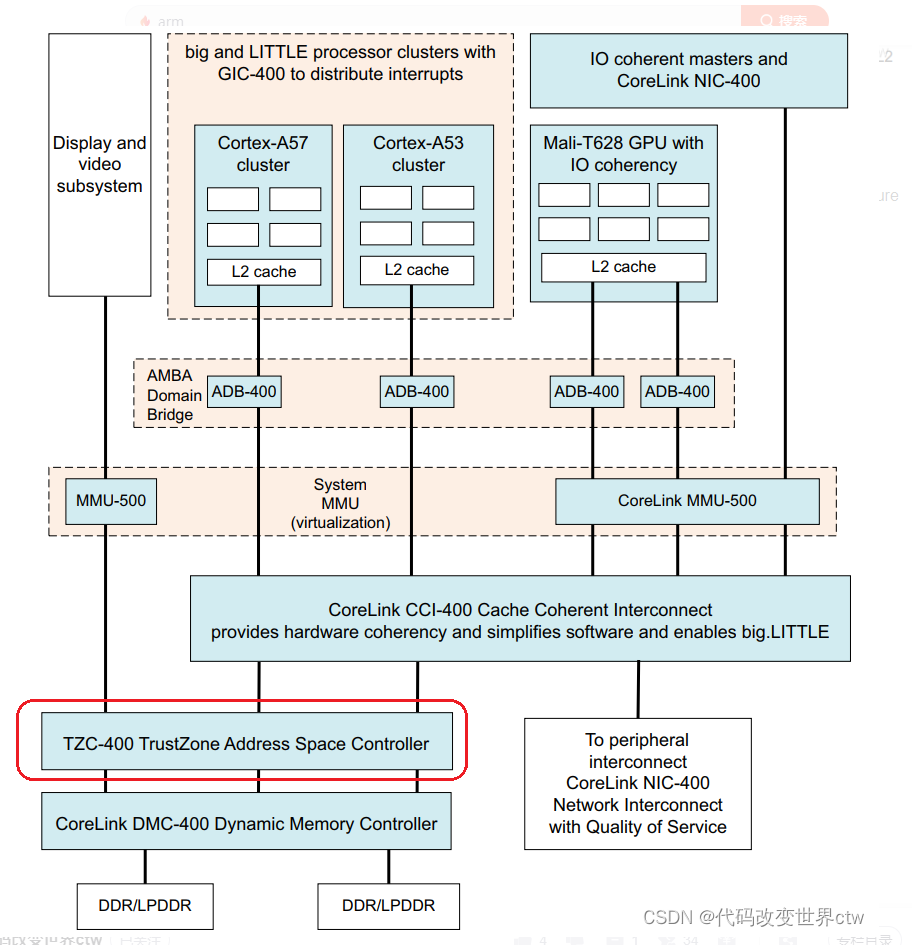 arm
搜索
Display and
video
subsystem
big and LITTLE processor clusters with
GIC-400 to distribute interrupts
Cortex-A57
cluster
L2 cache
Cortex-A53
cluster
L2 cache
IO coherent masters and
CoreLink NIC-400
Mali-T628 GPU with
IO coherency
L2 cache
AMBA
Domain
Bridge
ADB-400
ADB-400
ADB-400
ADB-400
MMU-500
System
MMU
(virtualization)
CoreLink MMU-500
CoreLink CCI-400 Cache Coherent Interconnect
provides hardware coherency and simplifies software and enables big.LITTLE
TZC-400 TrustZone Address Space Controller
CoreLink DMC-400 Dynamic Memory Controller
DDR/LPDDR
DDR/LPDDR
To peripheral
interconnect
CoreLink NIC-400
Network Interconnect
with Quality of Service
CSDN @代码改变世界ctw